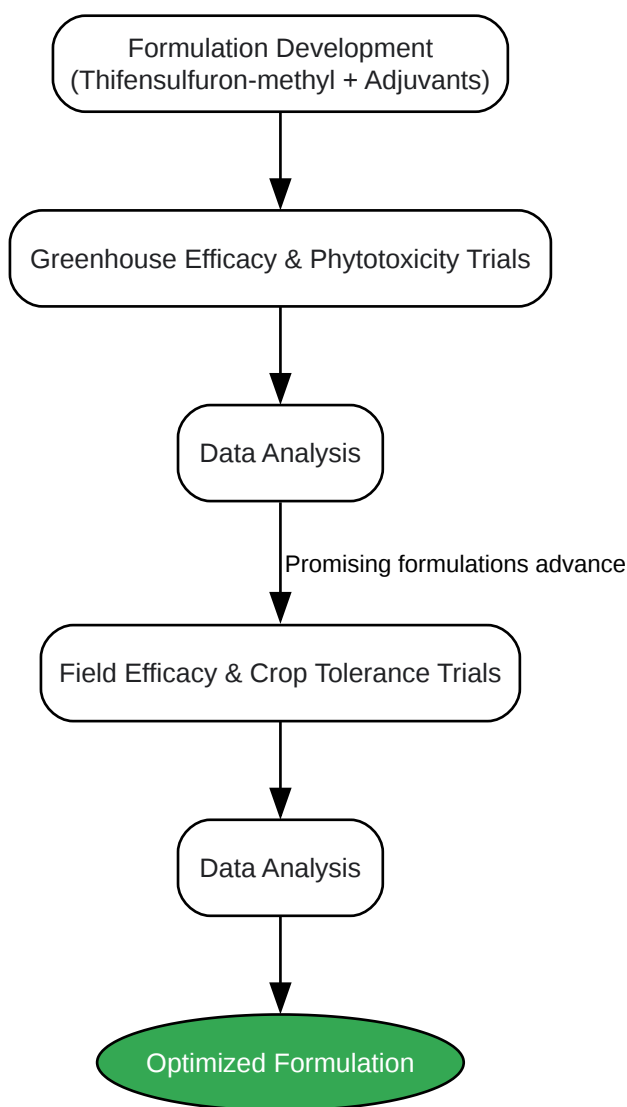 Formulation Development
(Thifensulfuron-methyl + Adjuvants)
Greenhouse Efficacy & Phytotoxicity Trials
Data Analysis
Promising formulations advance
Field Efficacy & Crop Tolerance Trials
Data Analysis
Optimized Formulation